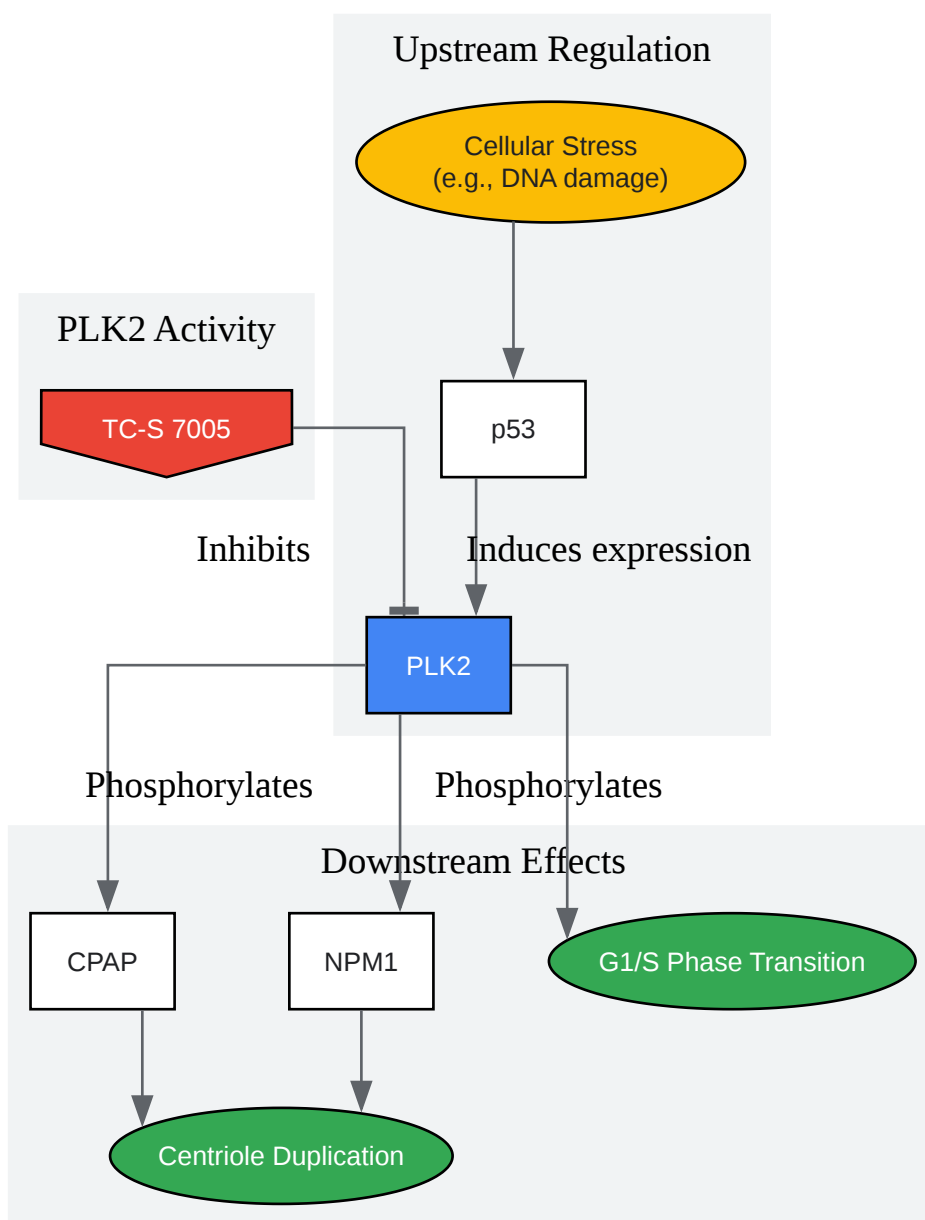 Upstream Regulation
Cellular Stress
(e.g., DNA damage)
PLK2 Activity
TC-S 7005
p53
Inhibits
Induces expression
PLK2
Phosphorylates
Phosphorylates
Downstream Effects
CPAP
NPM1
G1/S Phase Transition
Centriole Duplication